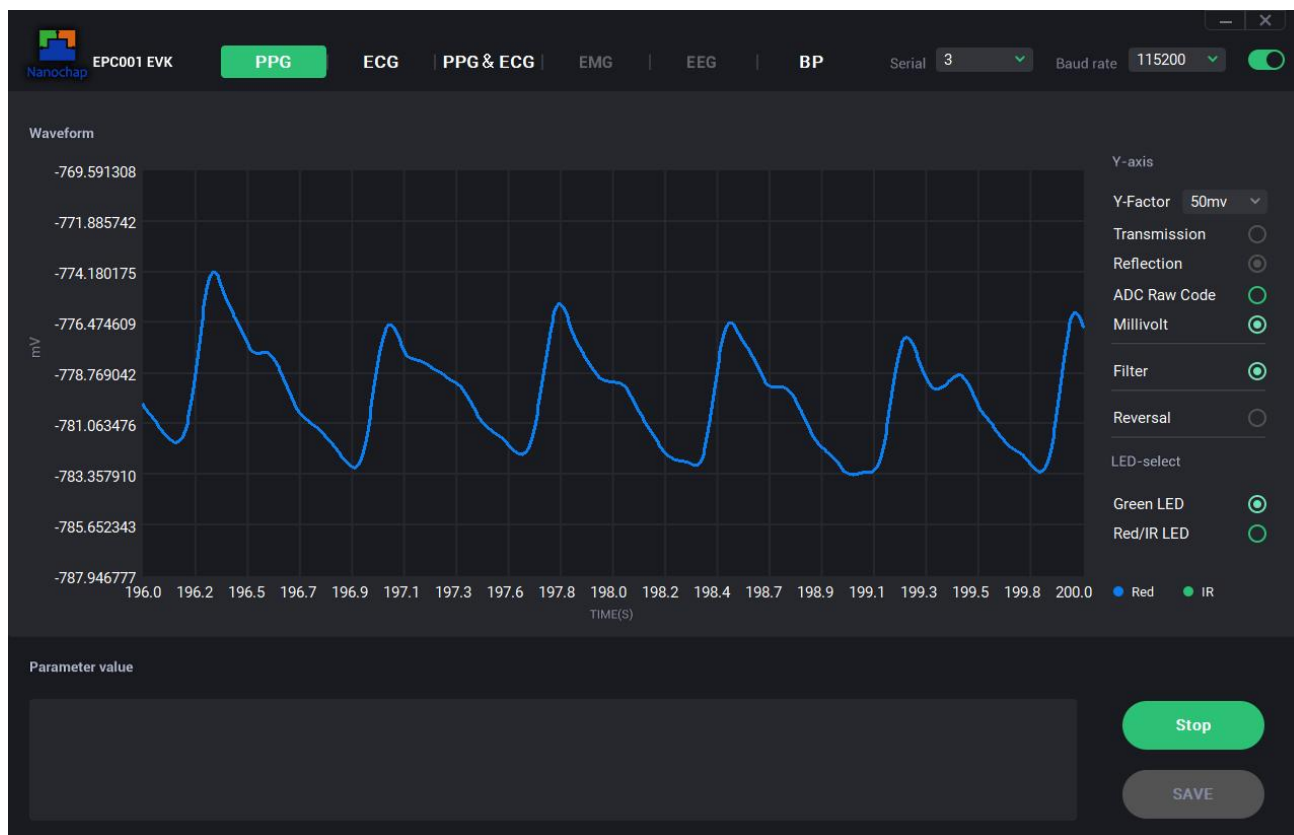 Nanochap
EPC001 EVK
PPG
ECG
PPG & ECG
EMG
EEG
BP
Serial 3
Baud rate 115200
Waveform
-769.591308
-771.885742
-774.180175
-776.474609
-778.769042
-781.063476
-783.357910
-785.652343
-787.946777
mV
196.0 196.2 196.5 196.7 196.9 197.1 197.3 197.6 197.8 198.0 198.2 198.4 198.7 198.9 199.1 199.3 199.5 199.8 200.0
TIME(S)
Y-axis
Y-Factor 50mv
Transmission
Reflection
ADC Raw Code
Millivolt
Filter
Reversal
LED-select
Green LED
Red/IR LED
Red IR
Parameter value
Stop
SAVE